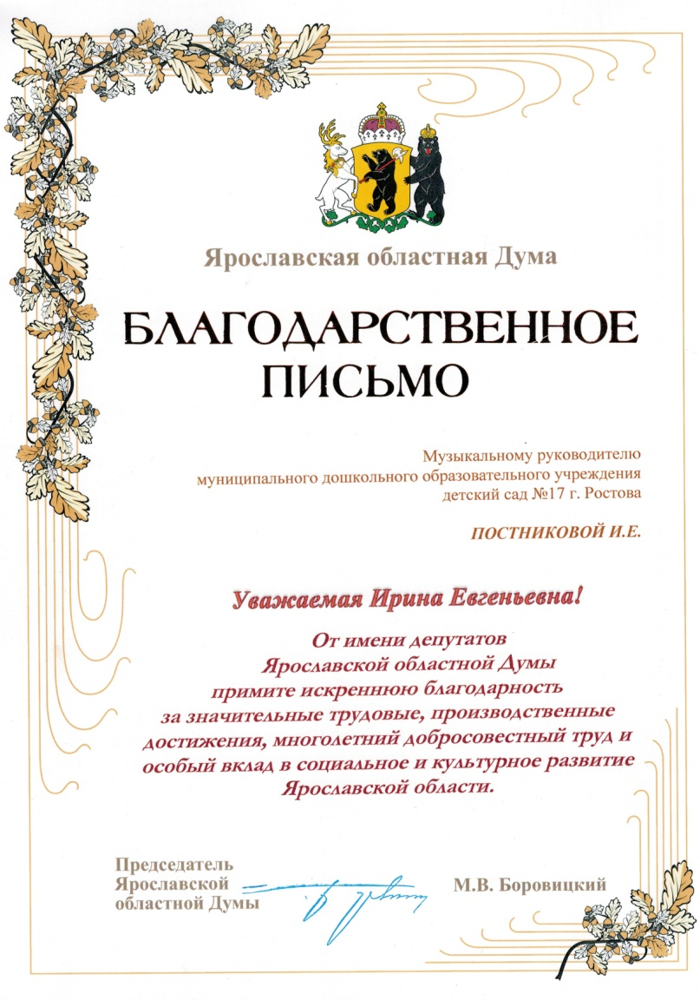 Ярославская областная Дума
БЛАГОДАРСТВЕННОЕ
ПИСЬМО
Музыкальному руководителю
муниципального дошкольного образовательного учреждения
детский сад №17 г. Ростова
ПОСТНИКОВОЙ И.Е.
Уважаемая Ирина Евгеньевна!
От имени депутатов
Ярославской областной Думы
примите искреннюю благодарность
за значительные трудовые, производственные
достижения, многолетний добросовестный труд и
особый вклад в социальное и культурное развитие
Ярославской области.
Председатель
Ярославской
областной Думы
М.В. Боровицкий